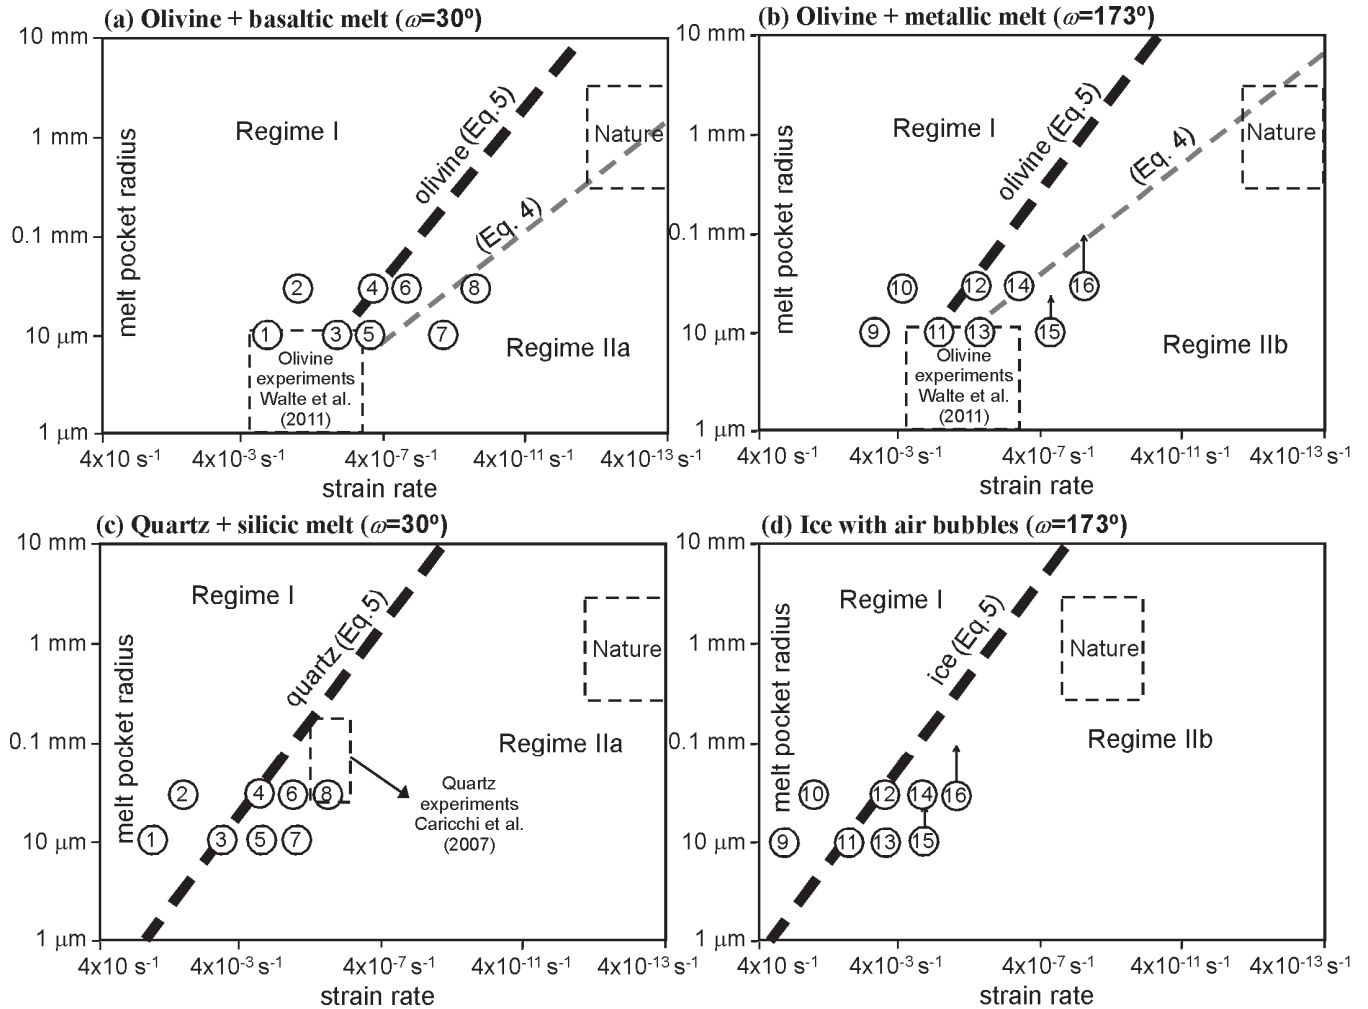 (a) Olivine + basaltic melt (ω=30º)
10 mm
1 mm
0.1 mm
10 µm
1 µm
melt pocket radius
Regime I
olivine (Eq.5)
(Eq. 4)
Nature
2
4
6
8
1
3
5
7
Olivine
experiments
Walte et al.
(2011)
Regime IIa
4x10 s-1
4x10-3 s-1
4x10-7 s-1
4x10-11 s-1
4x10-13 s-1
strain rate
(b) Olivine + metallic melt (ω=173º)
10 mm
1 mm
0.1 mm
10 µm
1 µm
melt pocket radius
Regime I
olivine (Eq.5)
(Eq. 4)
Nature
10
12
14
16
9
11
13
15
Olivine
experiments
Walte et al.
(2011)
Regime IIb
4x10 s-1
4x10-3 s-1
4x10-7 s-1
4x10-11 s-1
4x10-13 s-1
strain rate
(c) Quartz + silicic melt (ω=30º)
10 mm
1 mm
0.1 mm
10 µm
1 µm
melt pocket radius
Regime I
quartz (Eq.5)
Nature
Regime IIa
2
4
6
8
1
3
5
7
Quartz
experiments
Caricchi et al.
(2007)
4x10 s-1
4x10-3 s-1
4x10-7 s-1
4x10-11 s-1
4x10-13 s-1
strain rate
(d) Ice with air bubbles (ω=173º)
10 mm
1 mm
0.1 mm
10 µm
1 µm
melt pocket radius
Regime I
ice (Eq.5)
Nature
Regime IIb
10
12
14
16
9
11
13
15
4x10 s-1
4x10-3 s-1
4x10-7 s-1
4x10-11 s-1
4x10-13 s-1
strain rate